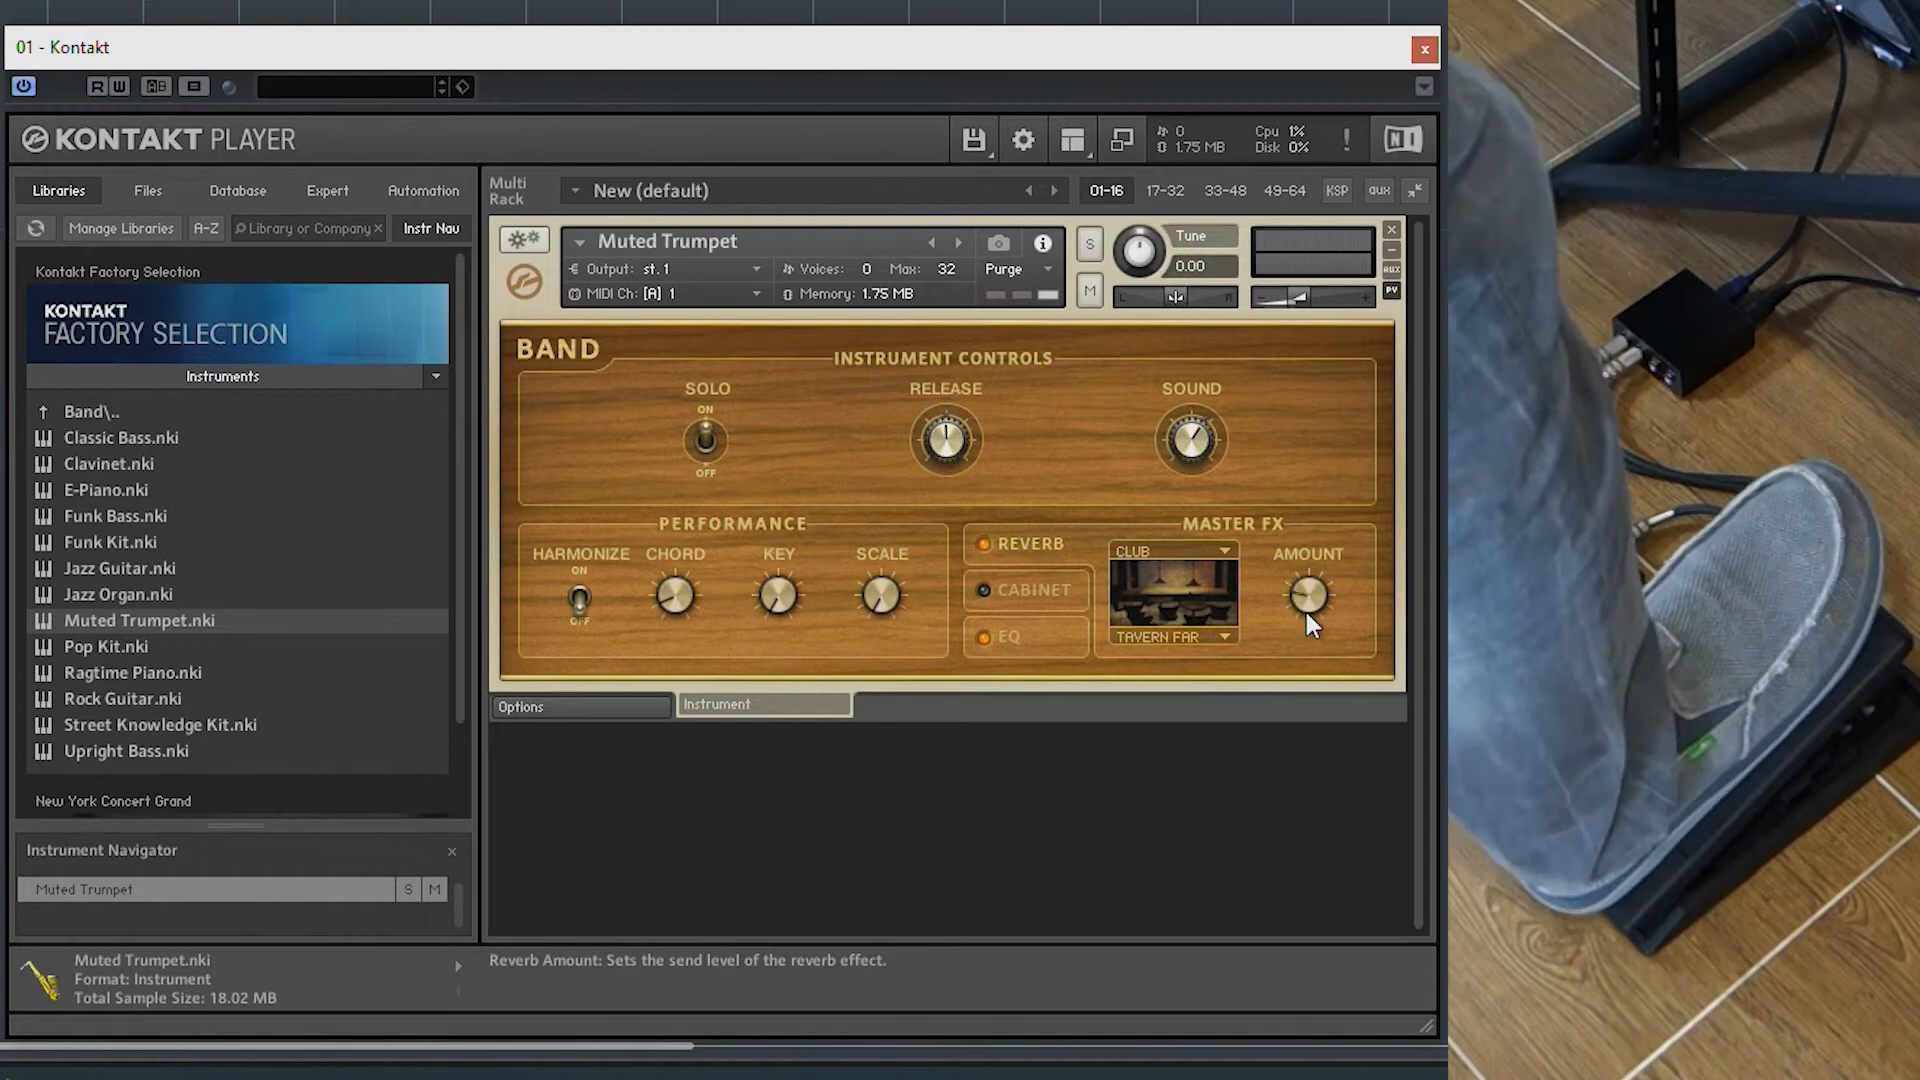 01 - Kontakt
R W AB
KONTAKT PLAYER
0
1.75 MB
Cpu 1%
Disk 0%
!
NI
Libraries Files Database Expert Automation
Manage Libraries A-Z Library or Company × Instr Nav
Kontakt Factory Selection
KONTAKT
FACTORY SELECTION
Instruments
Band\..
Classic Bass.nki
Clavinet.nki
E-Piano.nki
Funk Bass.nki
Funk Kit.nki
Jazz Guitar.nki
Jazz Organ.nki
Muted Trumpet.nki
Pop Kit.nki
Ragtime Piano.nki
Rock Guitar.nki
Street Knowledge Kit.nki
Upright Bass.nki
New York Concert Grand
Instrument Navigator ×
Muted Trumpet S M
Muted Trumpet.nki
Format: Instrument
Total Sample Size: 18.02 MB
Multi
Rack
New (default)
01-16 17-32 33-48 49-64 KSP AUX
Muted Trumpet
Output: st. 1 Voices: 0 Max: 32 Purge
MIDI Ch: [A] 1 Memory: 1.75 MB
S
M
Tune
0.00
L R
- +
×
-
AUX
PV
BAND
INSTRUMENT CONTROLS
SOLO RELEASE SOUND
ON
OFF
PERFORMANCE
HARMONIZE CHORD KEY SCALE
ON
OFF
MASTER FX
REVERB
CABINET
EQ
CLUB
TAVERN FAR
AMOUNT
Options Instrument
Reverb Amount: Sets the send level of the reverb effect.